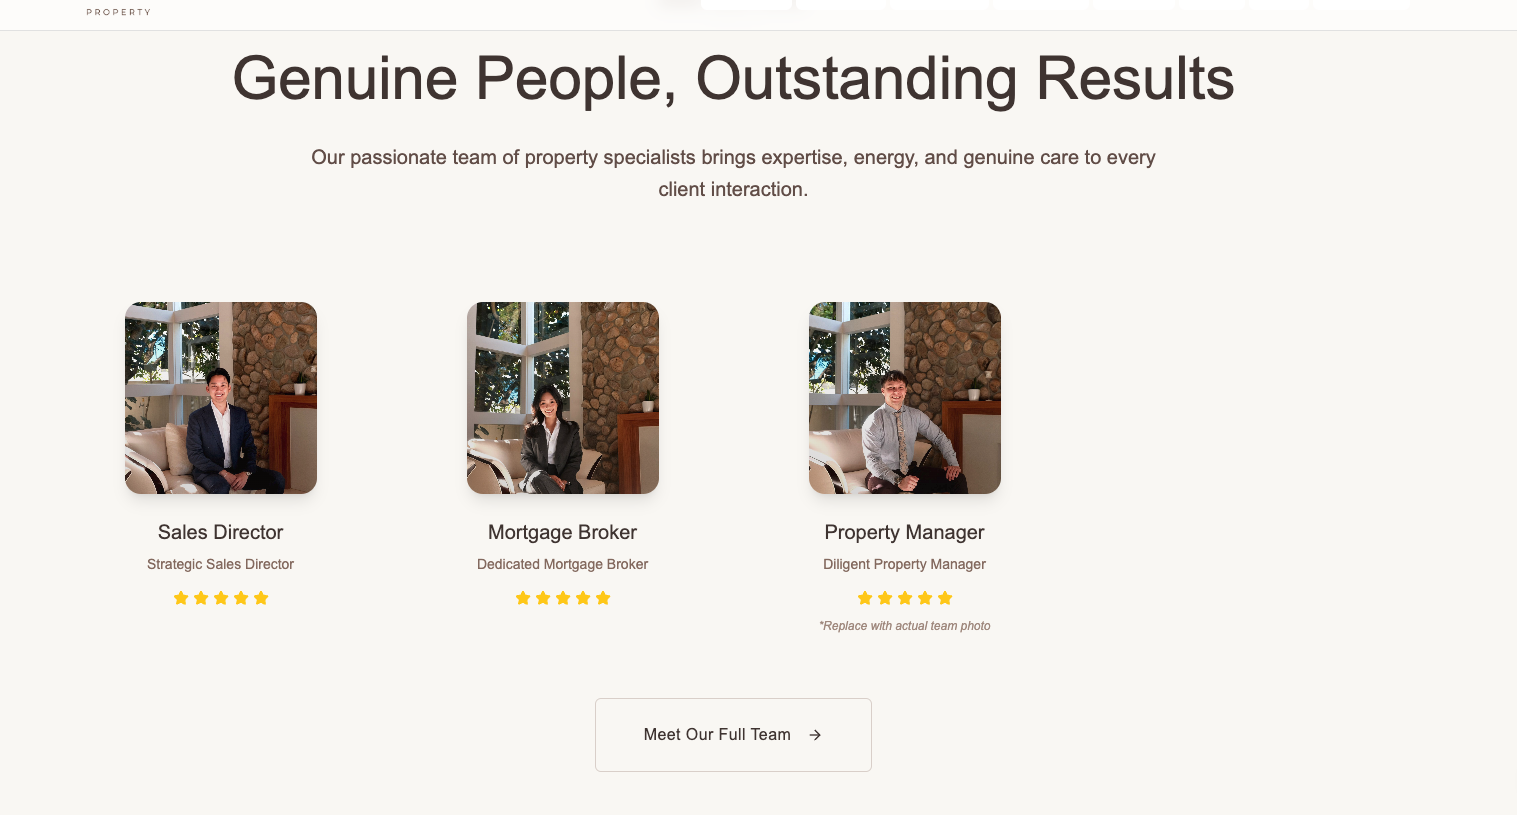 PROPERTY
Genuine People, Outstanding Results
Our passionate team of property specialists brings expertise, energy, and genuine care to every
client interaction.
Sales Director
Strategic Sales Director
Mortgage Broker
Dedicated Mortgage Broker
Property Manager
Diligent Property Manager
*Replace with actual team photo
Meet Our Full Team